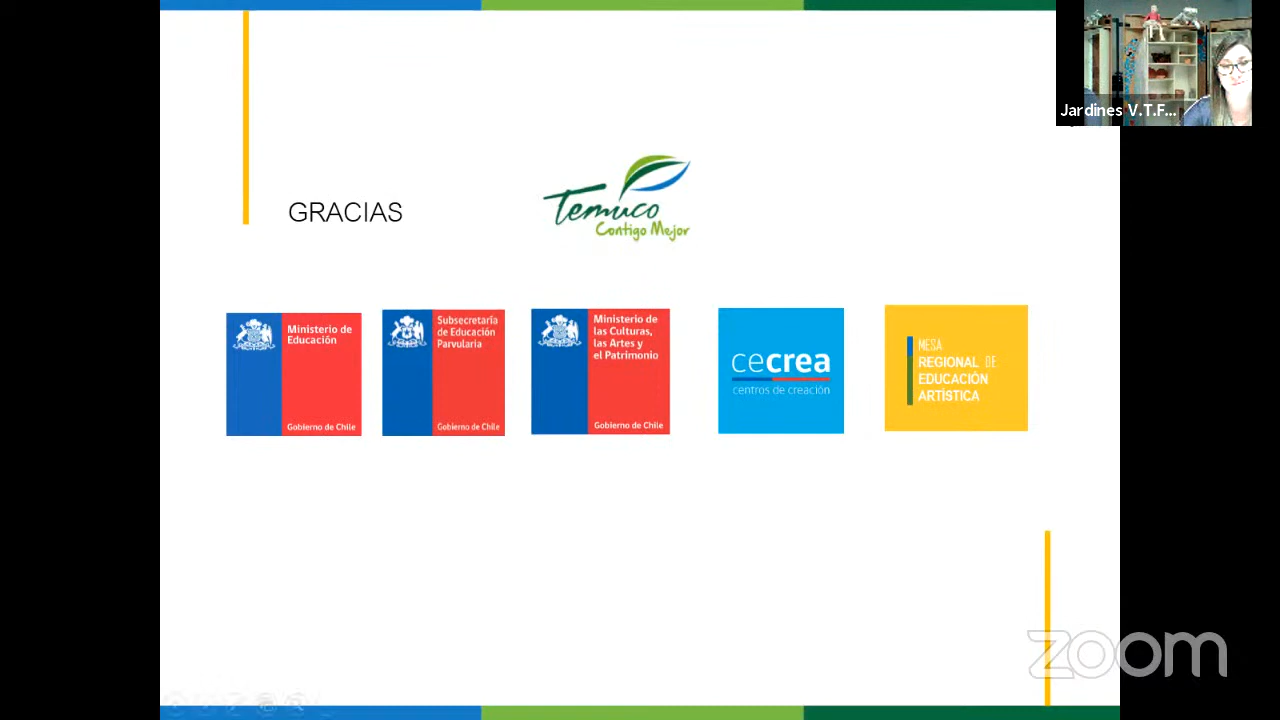 Jardines V.T.F...
GRACIAS
Temuco
Contigo Mejor
Ministerio de
Educación
Gobierno de Chile
Subsecretaría
de Educación
Parvularia
Gobierno de Chile
Ministerio de
las Culturas,
las Artes y
el Patrimonio
Gobierno de Chile
cecrea
centros de creación
MESA
REGIONAL DE
EDUCACIÓN
ARTÍSTICA
zoom